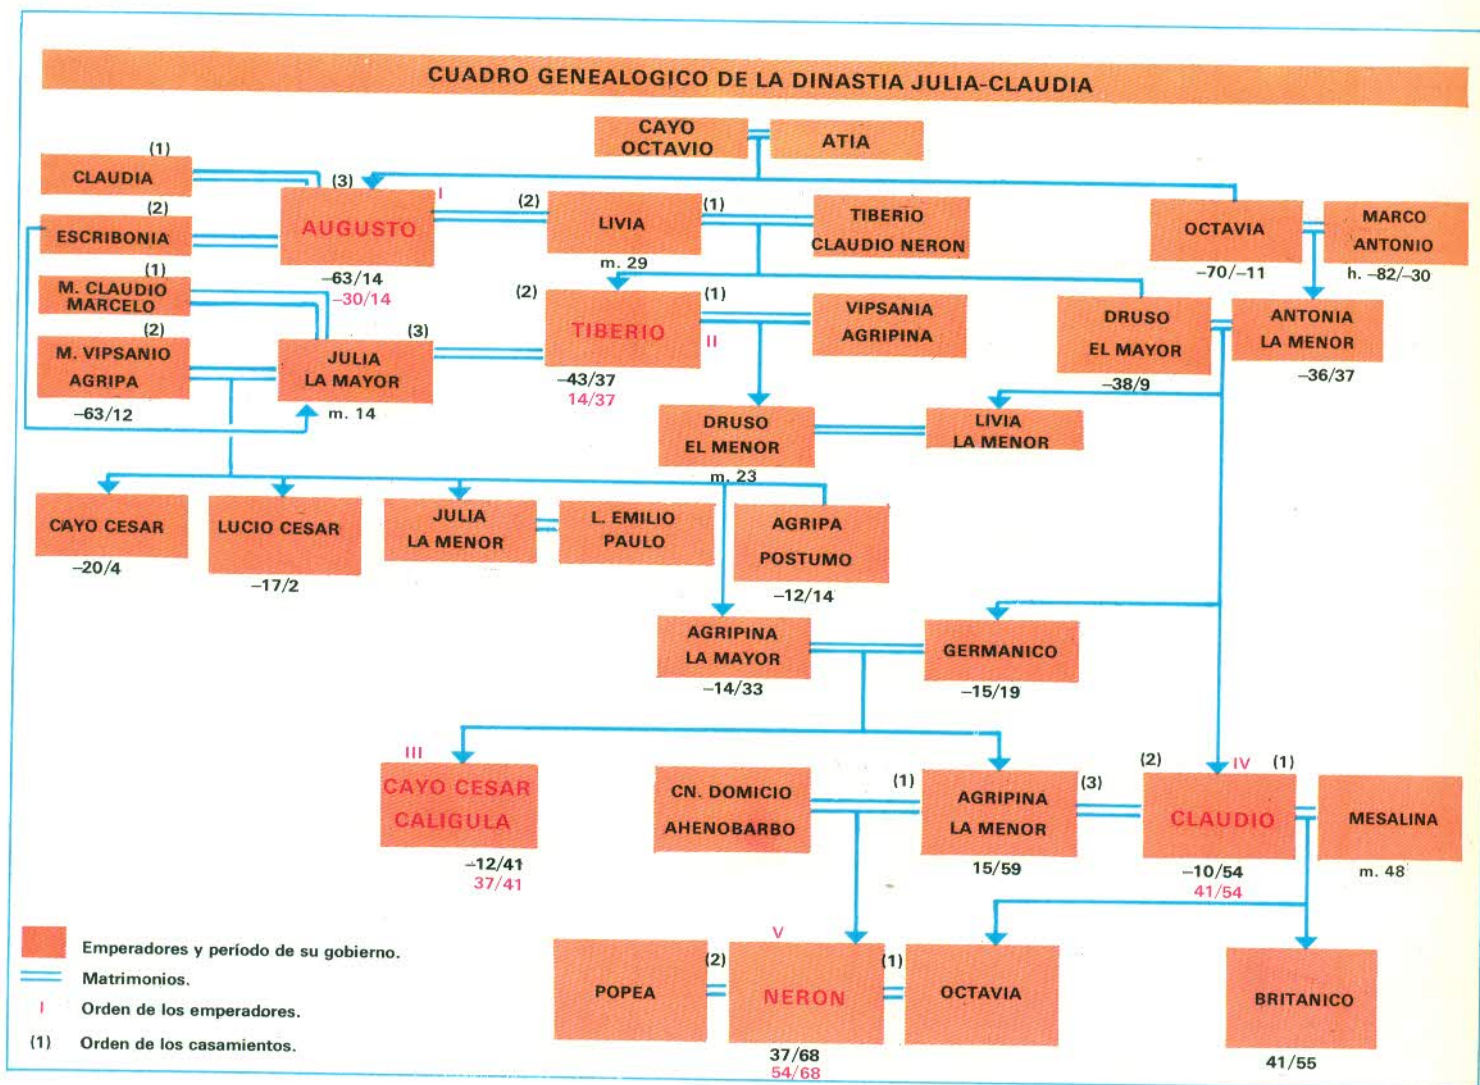 CUADRO GENEALOGICO DE LA DINASTIA JULIA-CLAUDIA
CAYO
OCTAVIO
ATIA
(1)
CLAUDIA
(2)
ESCRIBONIA
(3)
I
AUGUSTO
–63/14
–30/14
(2)
LIVIA
(1)
m. 29
TIBERIO
CLAUDIO NERON
OCTAVIA
–70/–11
MARCO
ANTONIO
h. –82/–30
(1)
M. CLAUDIO
MARCELO
(2)
M. VIPSANIO
AGRIPA
–63/12
JULIA
LA MAYOR
(3)
m. 14
(2)
TIBERIO
(1)
II
–43/37
14/37
VIPSANIA
AGRIPINA
DRUSO
EL MAYOR
–38/9
ANTONIA
LA MENOR
–36/37
DRUSO
EL MENOR
m. 23
LIVIA
LA MENOR
CAYO CESAR
–20/4
LUCIO CESAR
–17/2
JULIA
LA MENOR
L. EMILIO
PAULO
AGRIPA
POSTUMO
–12/14
AGRIPINA
LA MAYOR
–14/33
GERMANICO
–15/19
III
CAYO CESAR
CALIGULA
–12/41
37/41
CN. DOMICIO
AHENOBARBO
(1)
AGRIPINA
LA MENOR
(3)
15/59
(2)
IV
(1)
CLAUDIO
–10/54
41/54
MESALINA
m. 48
POPEA
(2)
V
NERON
(1)
37/68
54/68
OCTAVIA
BRITANICO
41/55
Emperadores y período de su gobierno.
Matrimonios.
I Orden de los emperadores.
(1) Orden de los casamientos.